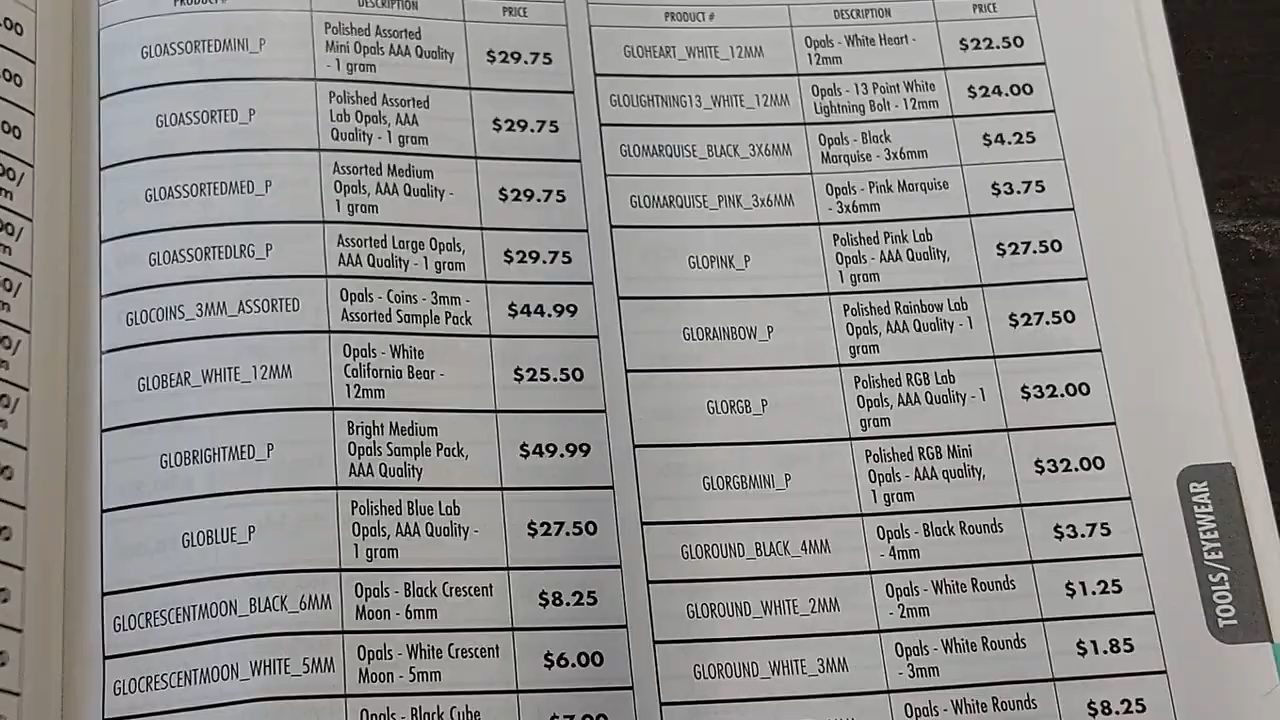 DESCRIPTION
PRICE
GLOASSORTEDMINI_P
Polished Assorted
Mini Opals AAA Quality
- 1 gram
$29.75
GLOASSORTED_P
Polished Assorted
Lab Opals, AAA
Quality - 1 gram
$29.75
GLOASSORTEDMED_P
Assorted Medium
Opals, AAA Quality -
1 gram
$29.75
GLOASSORTEDLRG_P
Assorted Large Opals,
AAA Quality - 1 gram
$29.75
GLOCOINS_3MM_ASSORTED
Opals - Coins - 3mm -
Assorted Sample Pack
$44.99
GLOBEAR_WHITE_12MM
Opals - White
California Bear -
12mm
$25.50
GLOBRIGHTMED_P
Bright Medium
Opals Sample Pack,
AAA Quality
$49.99
GLOBLUE_P
Polished Blue Lab
Opals, AAA Quality -
1 gram
$27.50
GLOCRESCENTMOON_BLACK_6MM
Opals - Black Crescent
Moon - 6mm
$8.25
GLOCRESCENTMOON_WHITE_5MM
Opals - White Crescent
Moon - 5mm
$6.00
Opals - Black Cube
PRODUCT #
DESCRIPTION
PRICE
GLOHEART_WHITE_12MM
Opals - White Heart -
12mm
$22.50
GLOLIGHTNING13_WHITE_12MM
Opals - 13 Point White
Lightning Bolt - 12mm
$24.00
GLOMARQUISE_BLACK_3X6MM
Opals - Black
Marquise - 3x6mm
$4.25
GLOMARQUISE_PINK_3x6MM
Opals - Pink Marquise
- 3x6mm
$3.75
GLOPINK_P
Polished Pink Lab
Opals - AAA Quality,
1 gram
$27.50
GLORAINBOW_P
Polished Rainbow Lab
Opals, AAA Quality - 1
gram
$27.50
GLORGB_P
Polished RGB Lab
Opals, AAA Quality - 1
gram
$32.00
GLORGBMINI_P
Polished RGB Mini
Opals - AAA quality,
1 gram
$32.00
GLOROUND_BLACK_4MM
Opals - Black Rounds
- 4mm
$3.75
GLOROUND_WHITE_2MM
Opals - White Rounds
- 2mm
$1.25
GLOROUND_WHITE_3MM
Opals - White Rounds
- 3mm
$1.85
Opals - White Rounds
$8.25
TOOLS/EYEWEAR